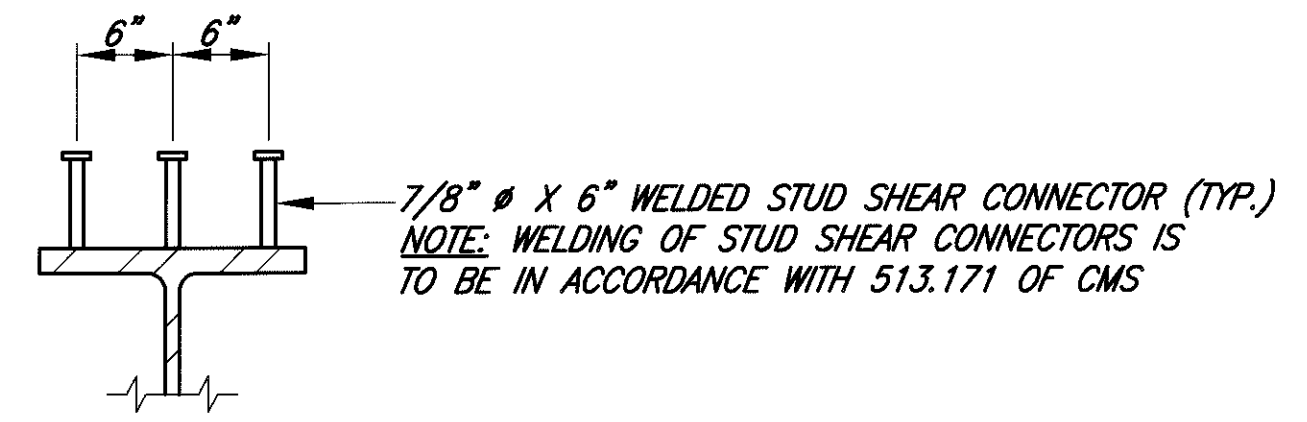 6" 6"
7/8" ø X 6" WELDED STUD SHEAR CONNECTOR (TYP.)
NOTE: WELDING OF STUD SHEAR CONNECTORS IS
TO BE IN ACCORDANCE WITH 513.171 OF CMS